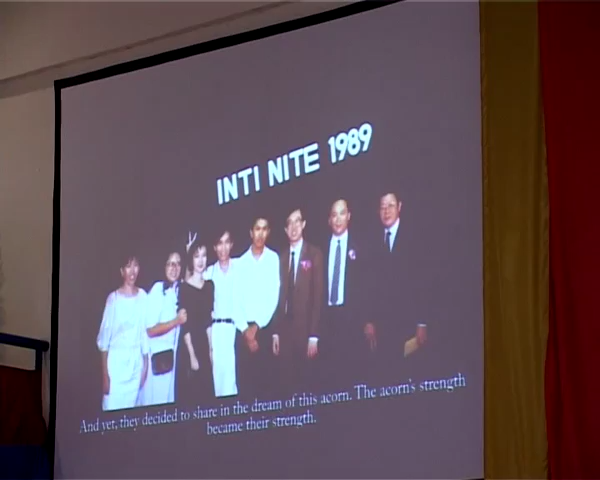 INTI NITE 1989
And yet, they decided to share in the dream of this acorn. The acorn's strength
became their strength.